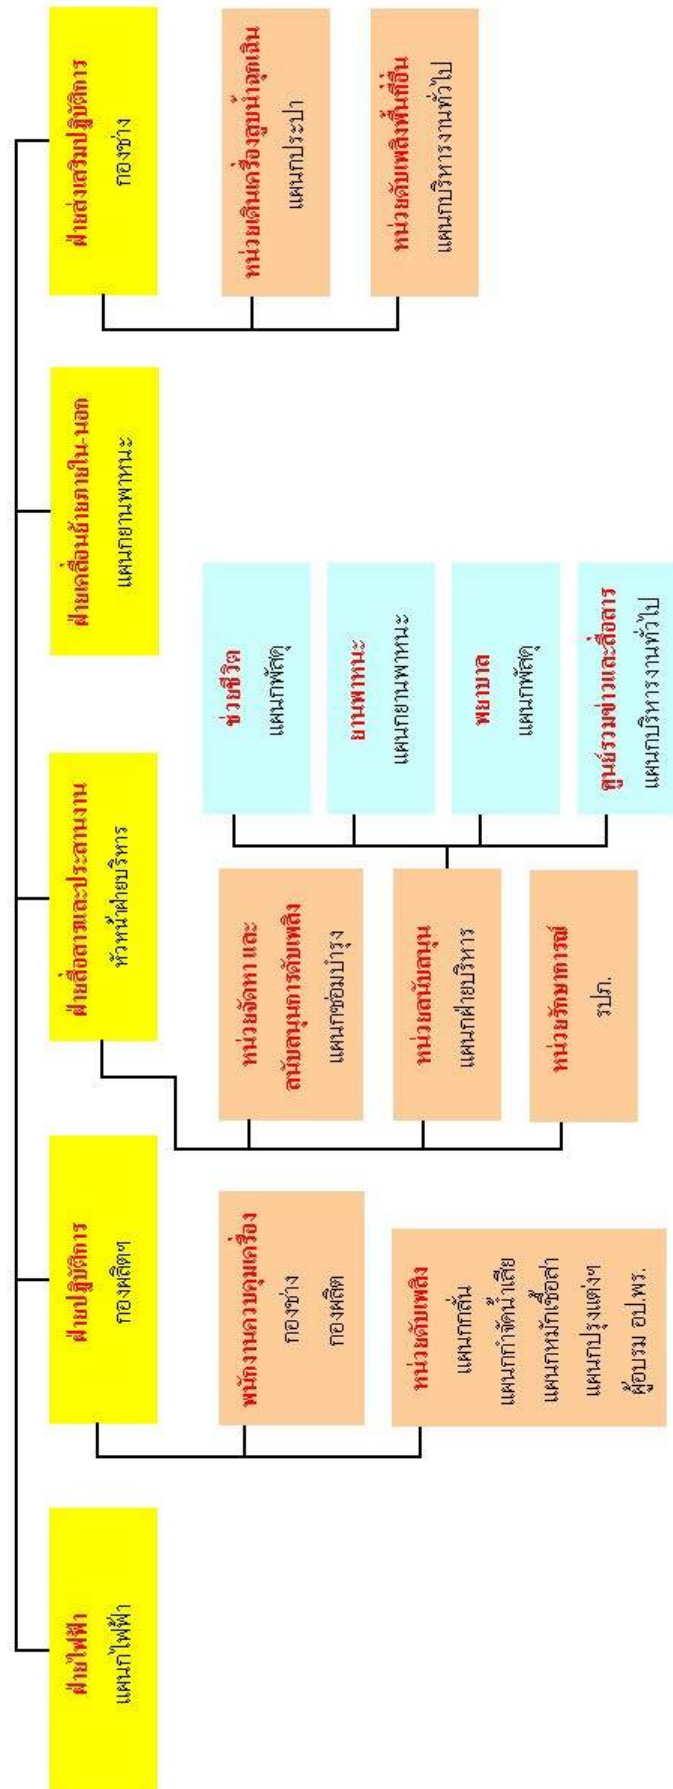 ฝ่ายไฟฟ้า
แผนกไฟฟ้า
ฝ่ายปฏิบัติการ
กองผลิตฯ
พนักงานควบคุมเครื่อง
กองช่าง
กองผลิต
หน่วยดับเพลิง
แผนกกลั่น
แผนกกำจัดน้ำเสีย
แผนกหมักเชื้อส่า
แผนกปรุงแต่งฯ
ผู้อบรม อป.พร.
ฝ่ายสื่อสารและประสานงาน
หัวหน้าฝ่ายบริหาร
หน่วยจัดหา และ
สนับสนุนการดับเพลิง
แผนกซ่อมบำรุง
หน่วยสนับสนุน
แผนกฝ่ายบริหาร
หน่วยรักษาการณ์
รปภ.
ช่วยชีวิต
แผนกพัสดุ
ยานพาหนะ
แผนกยานพาหนะ
พยาบาล
แผนกพัสดุ
ศูนย์รวมข่าวและสื่อสาร
แผนกบริหารงานทั่วไป
ฝ่ายเคลื่อนย้ายภายใน-นอก
แผนกยานพาหนะ
ฝ่ายส่งเสริมปฏิบัติการ
กองช่าง
หน่วยเดินเครื่องสูบน้ำฉุกเฉิน
แผนกประปา
หน่วยดับเพลิงพื้นที่อื่น
แผนกบริหารงานทั่วไป